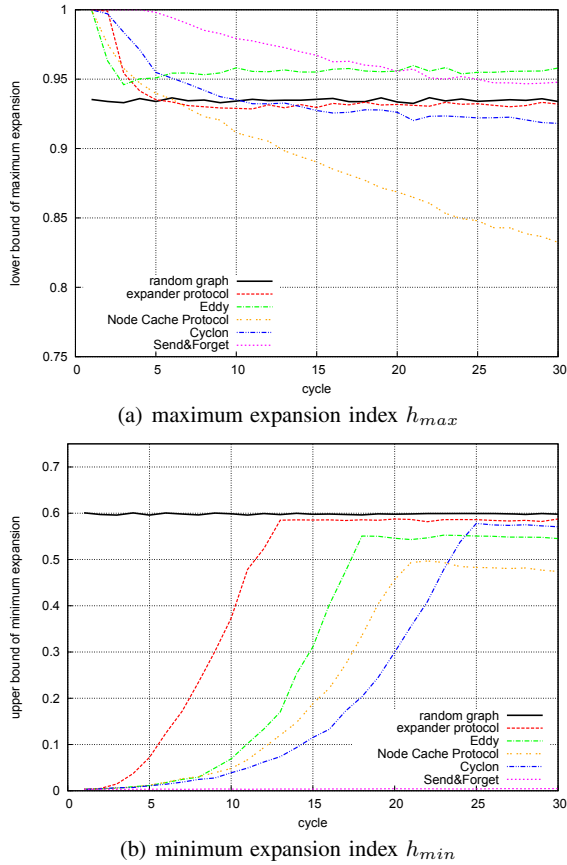 1
0.95
0.9
0.85
0.8
0.75
lower bound of maximum expansion
random graph
expander protocol
Eddy
Node Cache Protocol
Cyclon
Send&Forget
0 5 10 15 20 25 30
cycle
(a) maximum expansion index h_max
0.7
0.6
0.5
0.4
0.3
0.2
0.1
0
upper bound of minimum expansion
random graph
expander protocol
Eddy
Node Cache Protocol
Cyclon
Send&Forget
0 5 10 15 20 25 30
cycle
(b) minimum expansion index h_min